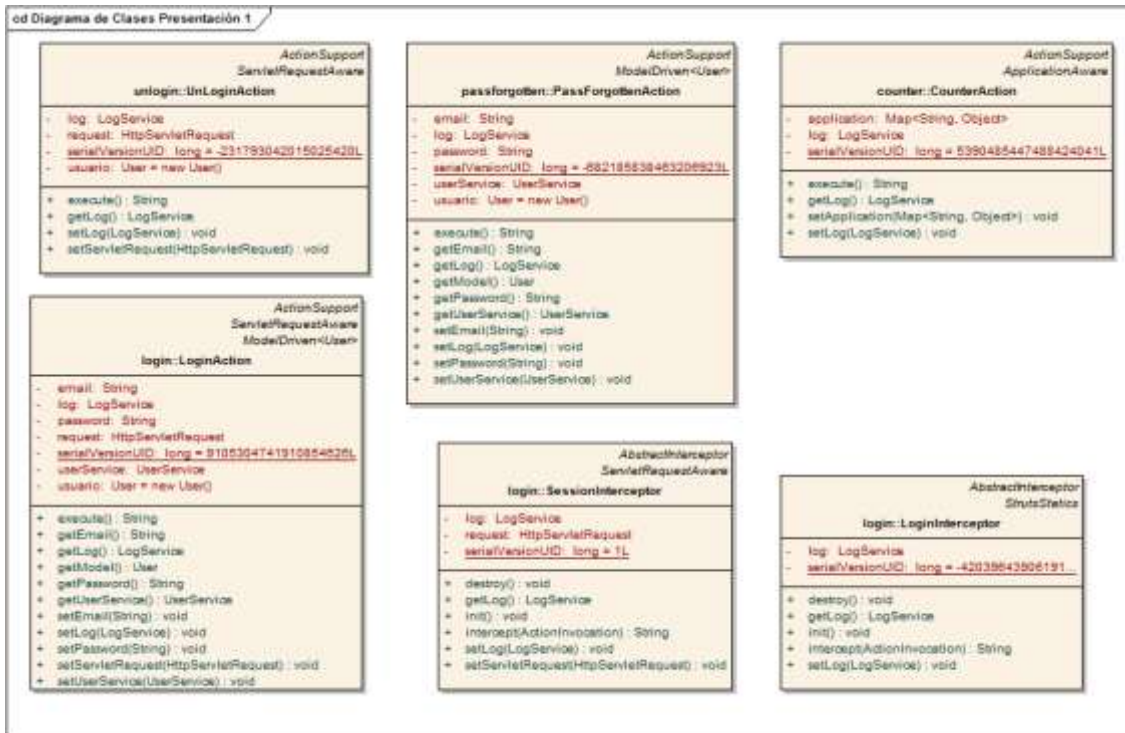 cd Diagrama de Clases Presentación 1
ActionSupport
ServletRequestAware
unlogin::UnLoginAction
- log: LogService
- request: HttpServletRequest
- serialVersionUID: long = -231793042015025420L
- usuario: User = new User()
+ execute() : String
+ getLog() : LogService
+ setLog(LogService) : void
+ setServletRequest(HttpServletRequest) : void
ActionSupport
ModelDriven<User>
passforgotten::PassForgottenAction
- email: String
- log: LogService
- password: String
- serialVersionUID: long =
- userService: UserService
- usuario: User = new User()
+ execute() : String
+ getEmail() : String
+ getLog() : LogService
+ getModel() : User
+ getPassword() : String
+ getUserService() : UserService
+ setEmail(String) : void
+ setLog(LogService) : void
+ setPassword(String) : void
+ setUserService(UserService) : void
ActionSupport
ApplicationAware
counter::CounterAction
- application: Map<String, Object>
- log: LogService
- serialVersionUID: long = 5390485447488424041L
+ execute() : String
+ getLog() : LogService
+ setApplication(Map<String, Object>) : void
+ setLog(LogService) : void
ActionSupport
ServletRequestAware
ModelDriven<User>
login::LoginAction
- email: String
- log: LogService
- password: String
- request: HttpServletRequest
- serialVersionUID: long =
- userService: UserService
- usuario: User = new User()
+ execute() : String
+ getEmail() : String
+ getLog() : LogService
+ getModel() : User
+ getPassword() : String
+ getUserService() : UserService
+ setEmail(String) : void
+ setLog(LogService) : void
+ setPassword(String) : void
+ setServletRequest(HttpServletRequest) : void
+ setUserService(UserService) : void
AbstractInterceptor
ServletRequestAware
login::SessionInterceptor
- log: LogService
- request: HttpServletRequest
- serialVersionUID: long = 1L
+ destroy() : void
+ getLog() : LogService
+ init() : void
+ intercept(ActionInvocation) : String
+ setLog(LogService) : void
+ setServletRequest(HttpServletRequest) : void
AbstractInterceptor
StrutsStatics
login::LoginInterceptor
- log: LogService
- serialVersionUID: long =
+ destroy() : void
+ getLog() : LogService
+ init() : void
+ intercept(ActionInvocation) : String
+ setLog(LogService) : void